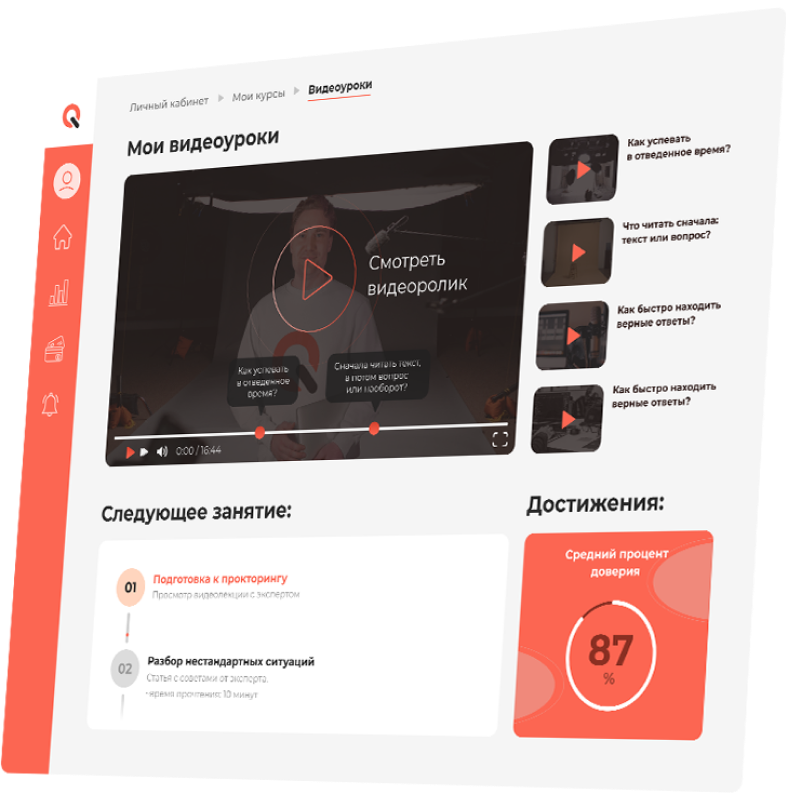 Личный кабинет
Мои курсы
Видеоуроки
Мои видеоуроки
Смотреть
видеоролик
Как успевать
в отведенное
время?
Сначала читать текст,
а потом вопрос
или наоборот?
0:00 / 16:44
Как успевать
в отведенное время?
Что читать сначала:
текст или вопрос?
Как быстро находить
верные ответы?
Как быстро находить
верные ответы?
Следующее занятие:
01
Подготовка к прокторингу
Просмотр видеолекции с экспертом
02
Разбор нестандартных ситуаций
Статья с советами от эксперта.
-время прочтения: 10 минут
Достижения:
Средний процент
доверия
87
%